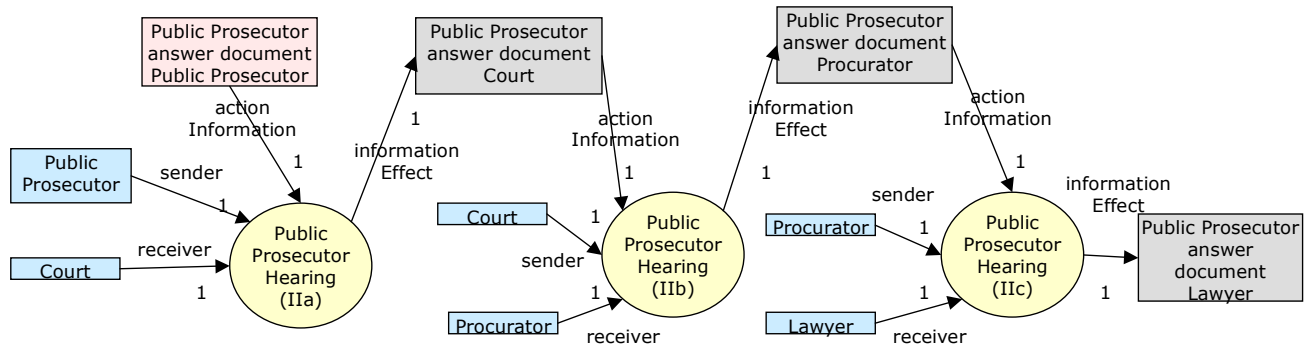 Public Prosecutor
answer document
Public Prosecutor
action
Information
1
Public
Prosecutor
sender
1
Court
receiver
1
Public
Prosecutor
Hearing
(IIa)
1
information
Effect
Public Prosecutor
answer document
Court
action
Information
1
Court
sender
Procurator
1
receiver
Public
Prosecutor
Hearing
(IIb)
information
Effect
1
Public Prosecutor
answer document
Procurator
action
Information
1
Procurator
sender
1
Lawyer
1
receiver
Public
Prosecutor
Hearing
(IIc)
information
Effect
1
Public Prosecutor
answer
document
Lawyer